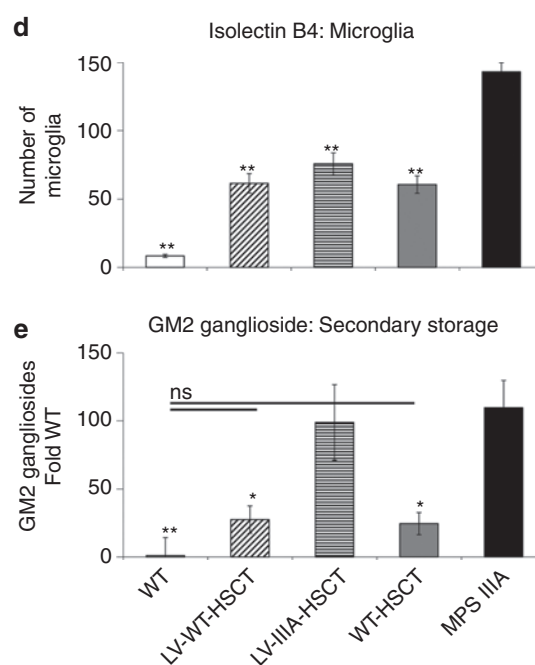 d
Isolectin B4: Microglia
Number of
microglia
150
100
50
0
**
**
**
**
e
GM2 ganglioside: Secondary storage
GM2 gangliosides
Fold WT
150
100
50
0
ns
**
*
*
WT
LV-WT-HSCT
LV-IIIA-HSCT
WT-HSCT
MPS IIIA